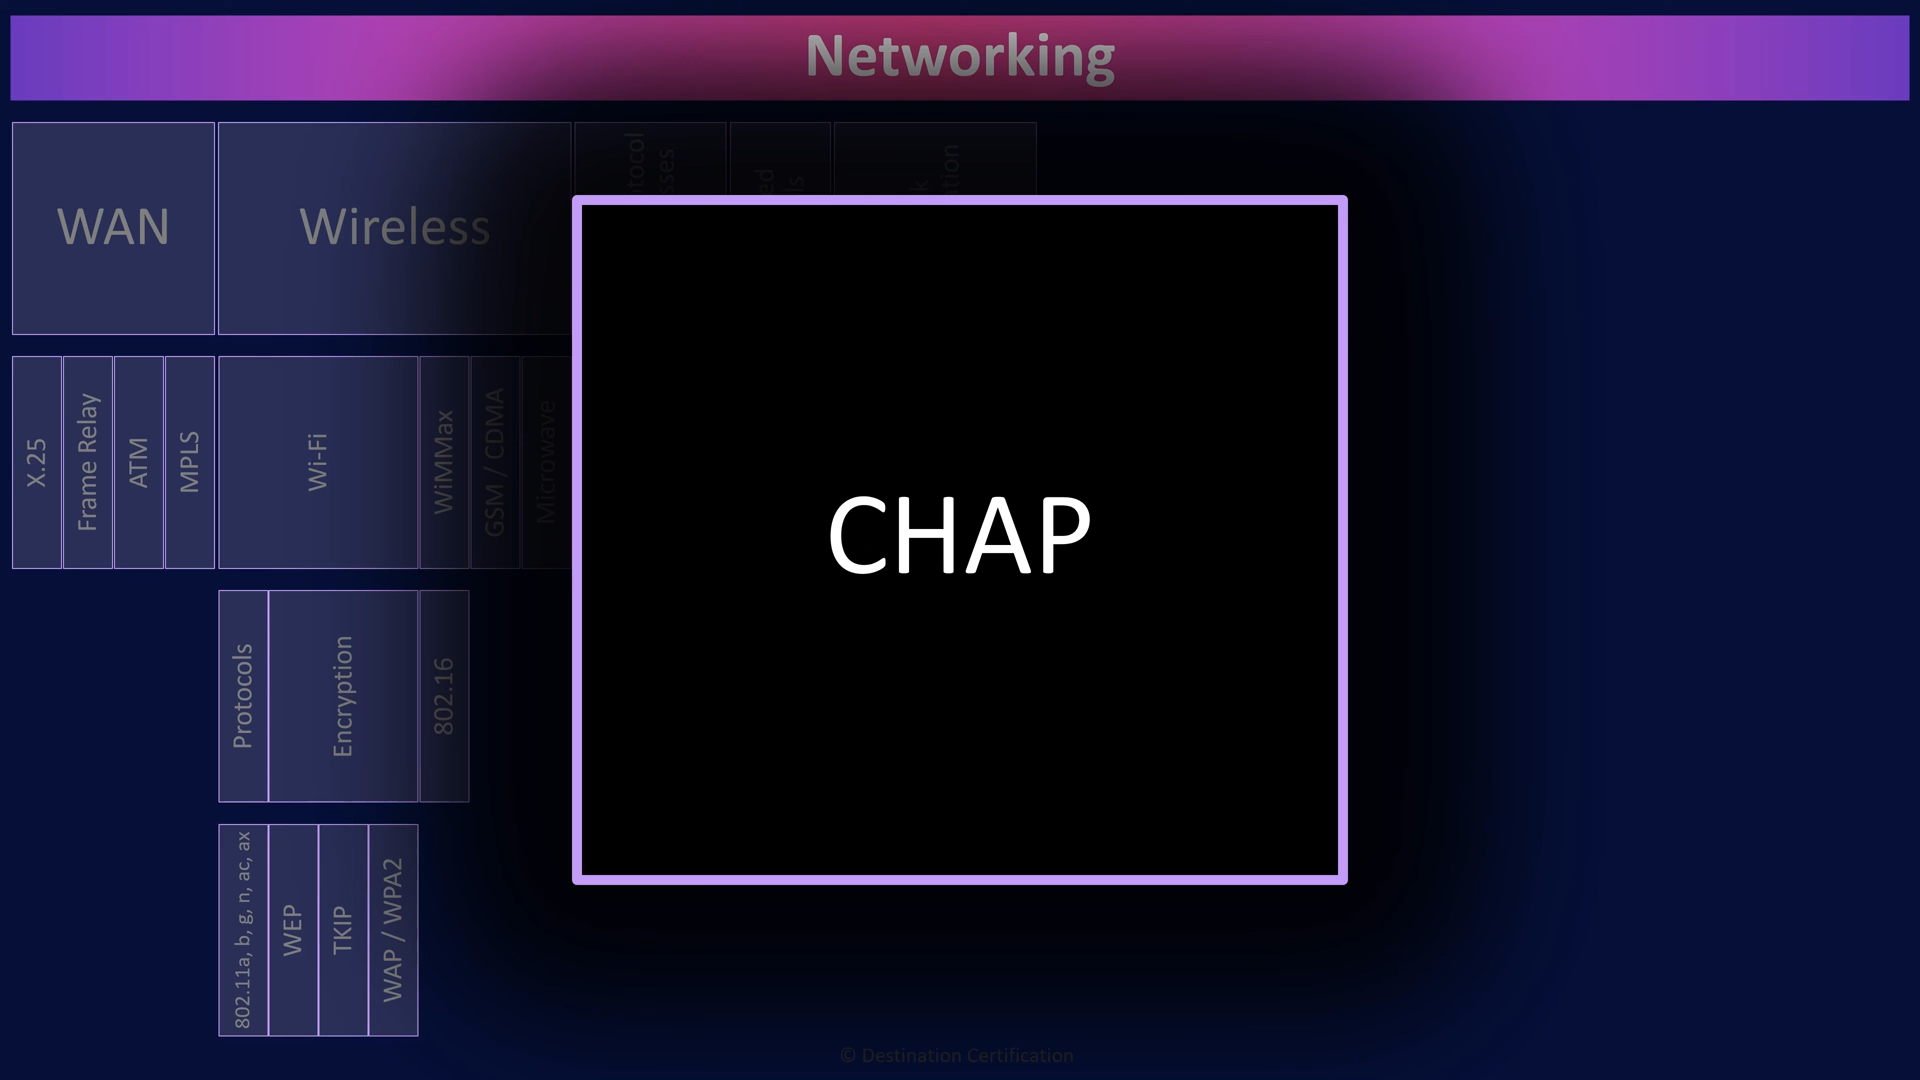 Networking
WAN
Wireless
X.25
Frame Relay
ATM
MPLS
Wi-Fi
WiMMax
GSM / CDMA
Microwave
CHAP
Protocols
Encryption
802.16
802.11a, b, g, n, ac, ax
WEP
TKIP
WAP / WPA2
© Destination Certification